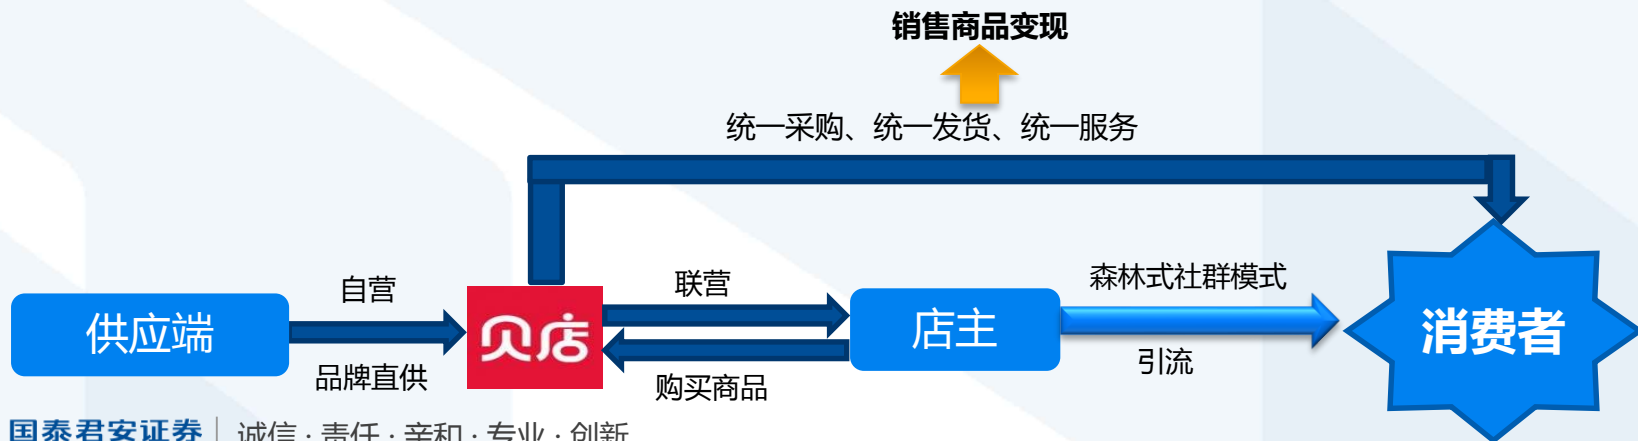 销售商品变现
统一采购、统一发货、统一服务
自营
联营
森林式社群模式
供应端
贝店
店主
消费者
品牌直供
购买商品
引流
国泰君安证券
诚信·责任·亲和·专业·创新